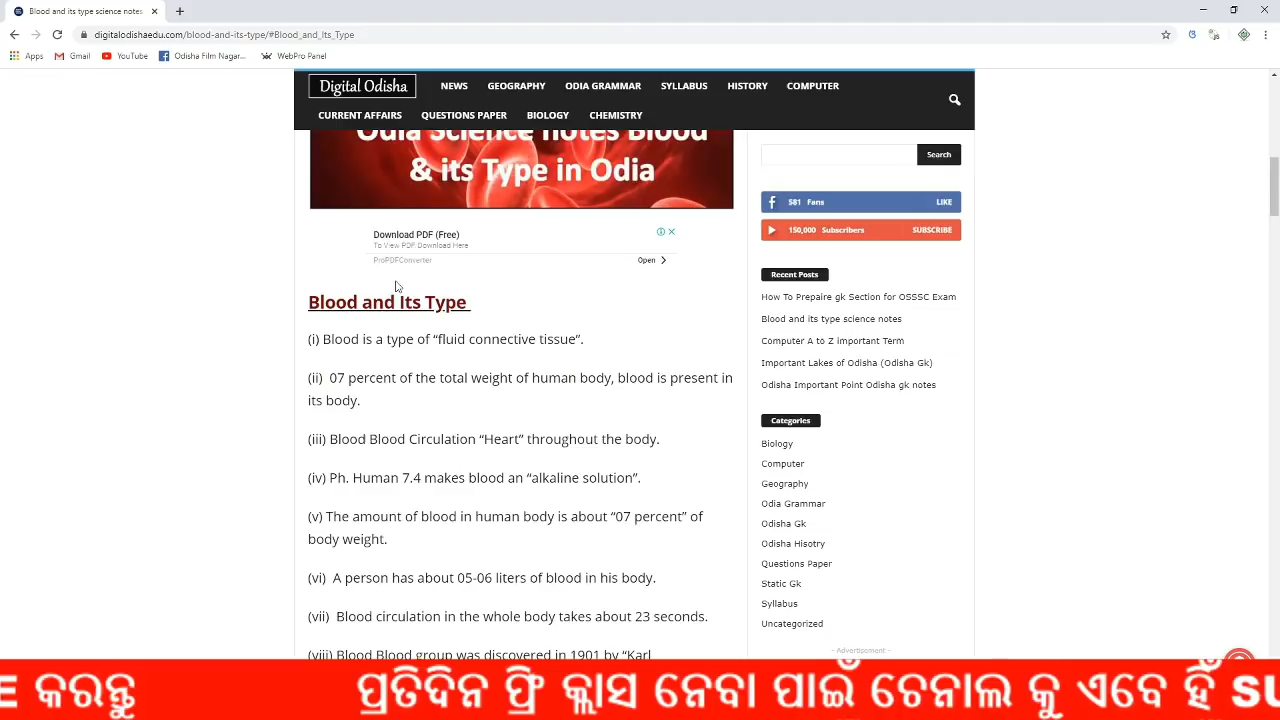 Blood and its type science notes
digitalodishaedu.com/blood-and-its-type/#Blood_and_Its_Type
Apps
Gmail
YouTube
Odisha Film Nagar...
WebPro Panel
Digital Odisha
NEWS
GEOGRAPHY
ODIA GRAMMAR
SYLLABUS
HISTORY
COMPUTER
CURRENT AFFAIRS
QUESTIONS PAPER
BIOLOGY
CHEMISTRY
Odia Science notes Blood
& its Type in Odia
Download PDF (Free)
To View PDF, Download Here
ProPDFConverter
Open
Blood and Its Type
(i) Blood is a type of “fluid connective tissue”.
(ii) 07 percent of the total weight of human body, blood is present in
its body.
(iii) Blood Blood Circulation “Heart” throughout the body.
(iv) Ph. Human 7.4 makes blood an “alkaline solution”.
(v) The amount of blood in human body is about “07 percent” of
body weight.
(vi) A person has about 05-06 liters of blood in his body.
(vii) Blood circulation in the whole body takes about 23 seconds.
(viii) Blood Blood group was discovered in 1901 by “Karl
Search
581 Fans
LIKE
150,000 Subscribers
SUBSCRIBE
Recent Posts
How To Prepaire gk Section for OSSSC Exam
Blood and its type science notes
Computer A to Z important Term
Important Lakes of Odisha (Odisha Gk)
Odisha Important Point Odisha gk notes
Categories
Biology
Computer
Geography
Odia Grammar
Odisha Gk
Odisha Hisotry
Questions Paper
Static Gk
Syllabus
Uncategorized
- Advertisement -
E କରନ୍ତୁ ପ୍ରତିଦିନ ଫ୍ରି କ୍ଲାସ ନେବା ପାଇଁ ଚେନାଲ କୁ ଏବେ ହିଁ SU